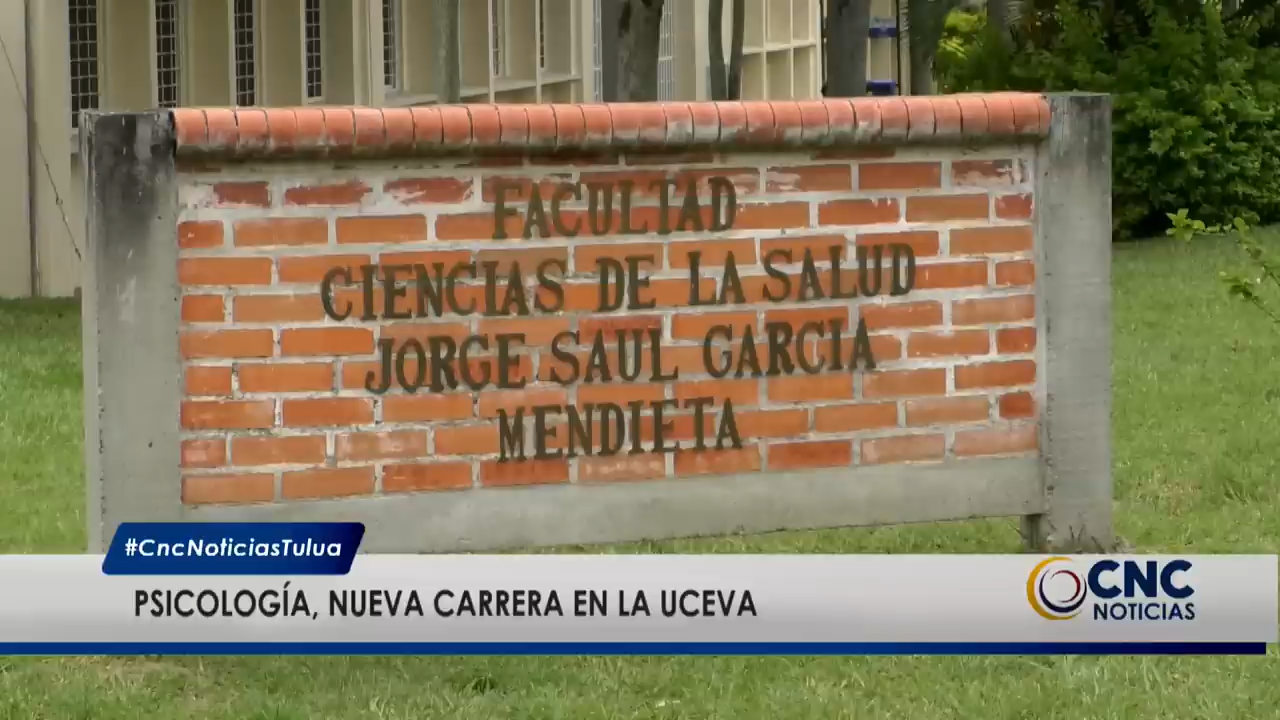 FACULTAD
CIENCIAS DE LA SALUD
JORGE SAUL GARCIA
MENDIETA
#CncNoticiasTulua
PSICOLOGÍA, NUEVA CARRERA EN LA UCEVA
CNC
NOTICIAS